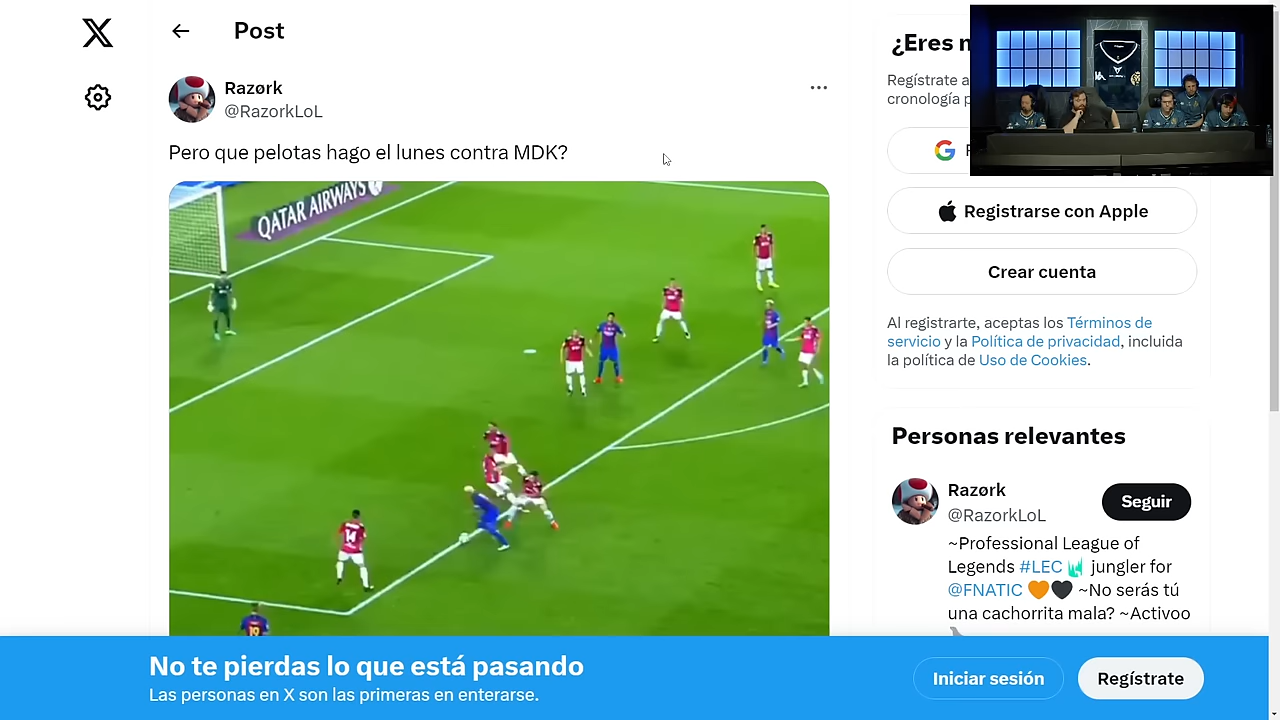 Post
Razørk
@RazorkLoL
Pero que pelotas hago el lunes contra MDK?
QATAR AIRWAYS
14
¿Eres n
Regístrate a
cronología p
Registrarse con Apple
Crear cuenta
Al registrarte, aceptas los Términos de
servicio y la Política de privacidad, incluida
la política de Uso de Cookies.
Personas relevantes
Razørk
@RazorkLoL
Seguir
~Professional League of
Legends #LEC jungler for
@FNATIC 🧡🖤 ~No serás tú
una cachorrita mala? ~Activoo
No te pierdas lo que está pasando
Las personas en X son las primeras en enterarse.
Iniciar sesión
Regístrate